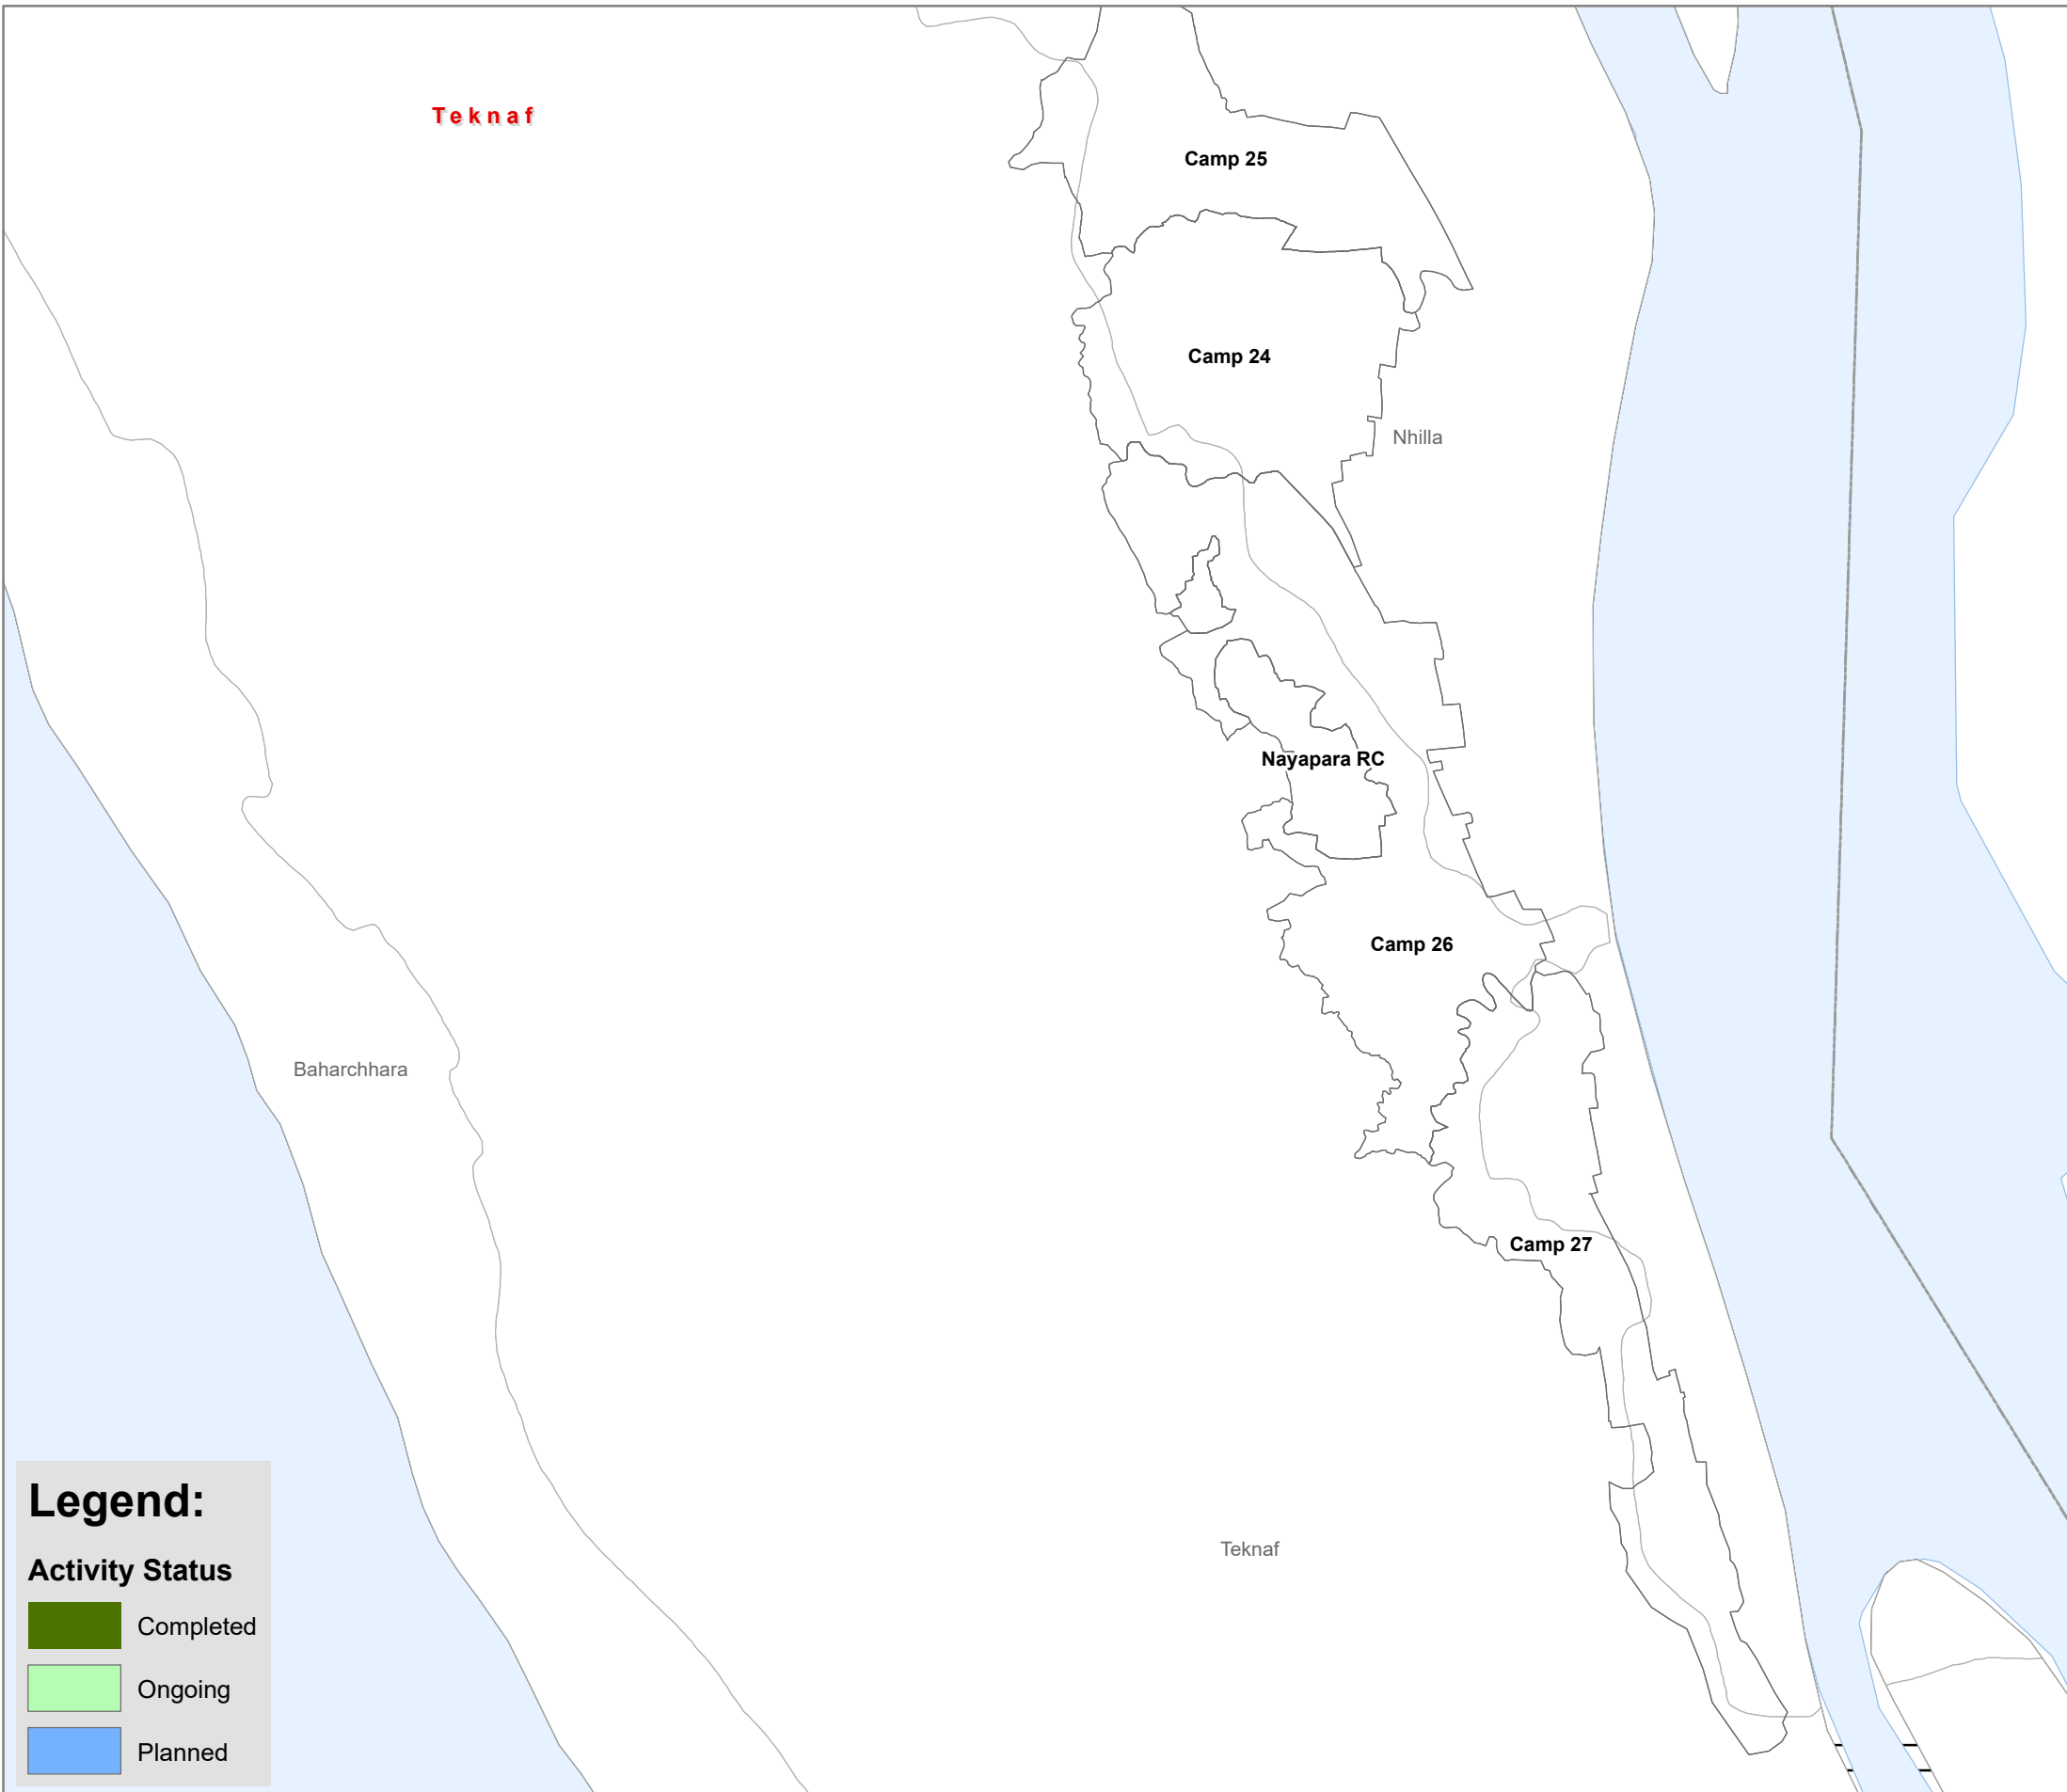 Teknaf
Camp 25
Camp 24
Nhilla
Nayapara RC
Camp 26
Baharchhara
Camp 27
Teknaf
Legend:
Activity Status
Completed
Ongoing
Planned